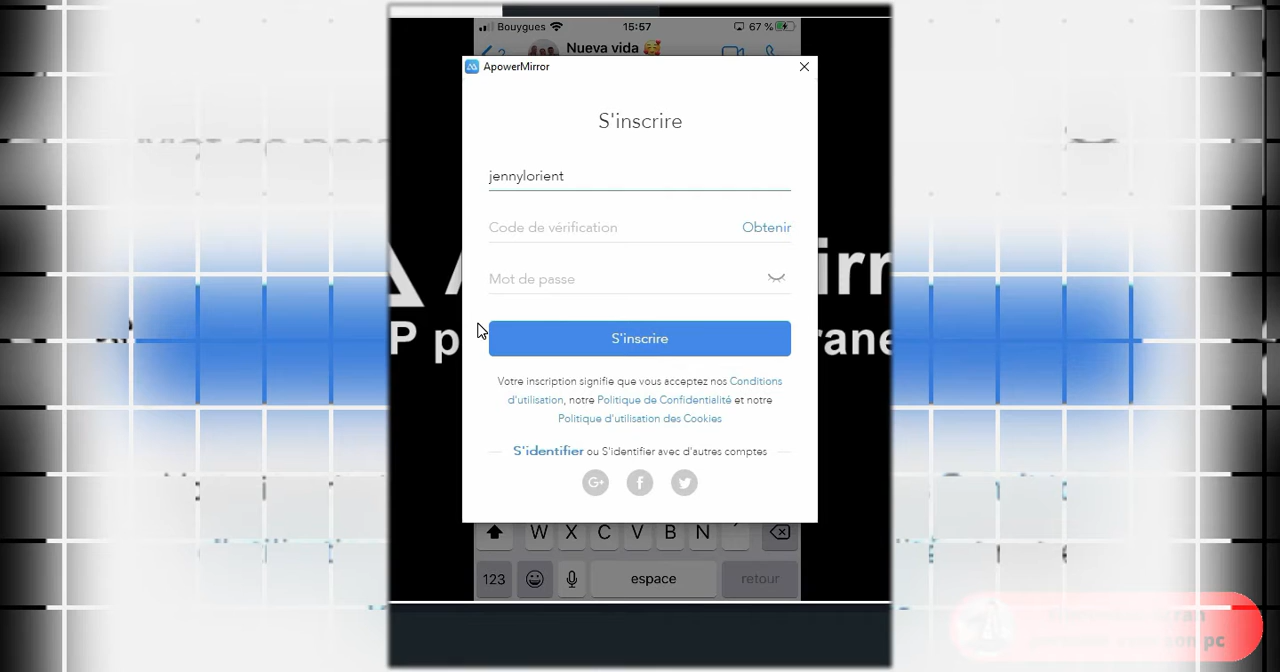 Bouygues 15:57 67 %
Nueva vida 🥰
ApowerMirror
S'inscrire
jennylorient
Code de vérification Obtenir
Mot de passe
S'inscrire
Votre inscription signifie que vous acceptez nos Conditions
d'utilisation, notre Politique de Confidentialité et notre
Politique d'utilisation des Cookies
S'identifier ou S'identifier avec d'autres comptes
G+ f
W X C V B N '
123 espace retour
pc